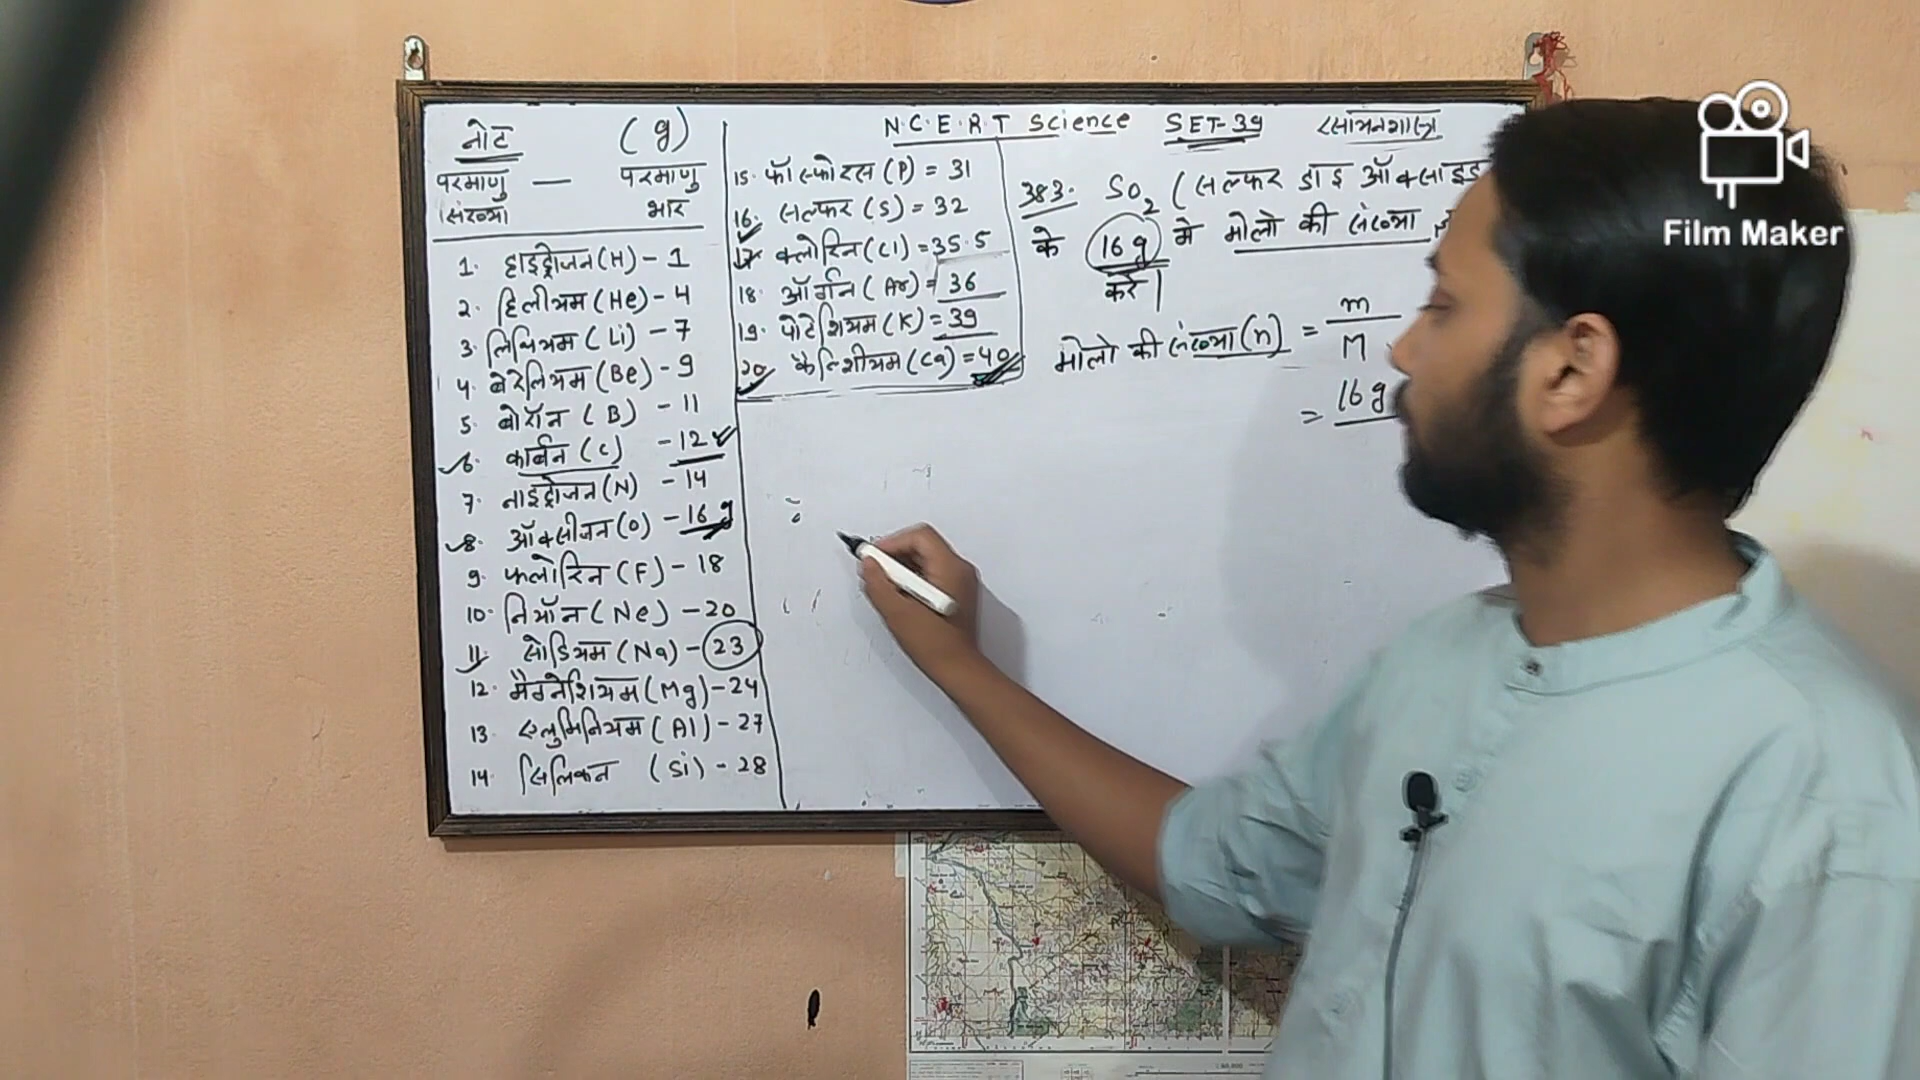 नोट (g)
परमाणु — परमाणु
संख्या भार
1. हाइड्रोजन (H) - 1
2. हिलीयम (He) - 4
3. लिथियम (Li) - 7
4. बेरेलियम (Be) - 9
5. बोरॉन (B) - 11
6. कार्बन (C) - 12
7. नाइट्रोजन (N) - 14
8. ऑक्सीजन (O) - 16 g
9. फ्लोरिन (F) - 18
10. नियॉन (Ne) - 20
11. सोडियम (Na) - 23
12. मैग्नेशियम (Mg) - 24
13. एलुमिनियम (Al) - 27
14. सिलिकन (Si) - 28
15. फॉस्फोरस (P) = 31
16. सल्फर (S) = 32
17. क्लोरिन (Cl) = 35.5
18. ऑर्गन (Ar) = 36
19. पोटेशियम (K) = 39
20. कैल्शीयम (Ca) = 40
N.C.E.R.T Science SET-39 रसायनशास्त्र
383. SO2 (सल्फर डाइ ऑक्साइड
के 16 g मे मोलो की संख्या
करे।
मोलो की संख्या (n) = m
M
= 16 g
Film Maker